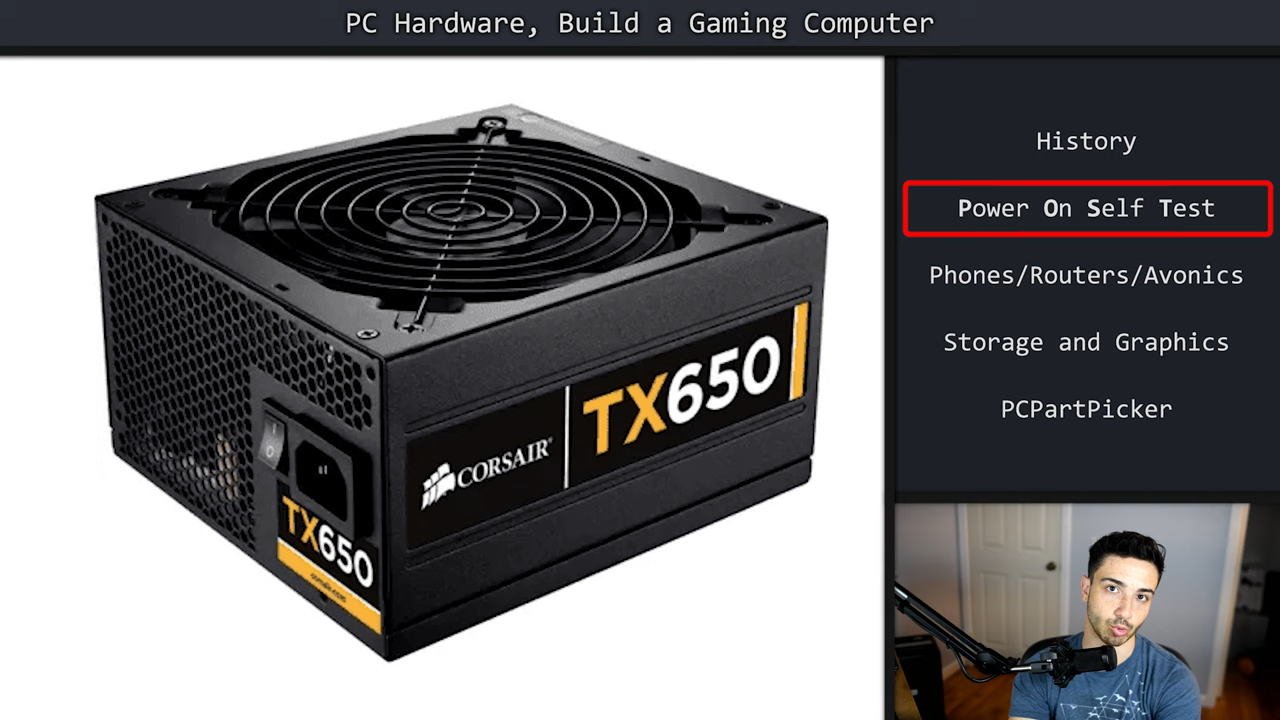 PC Hardware, Build a Gaming Computer
History
Power On Self Test
Phones/Routers/Avonics
Storage and Graphics
PCPartPicker
CORSAIR
TX650
TX650